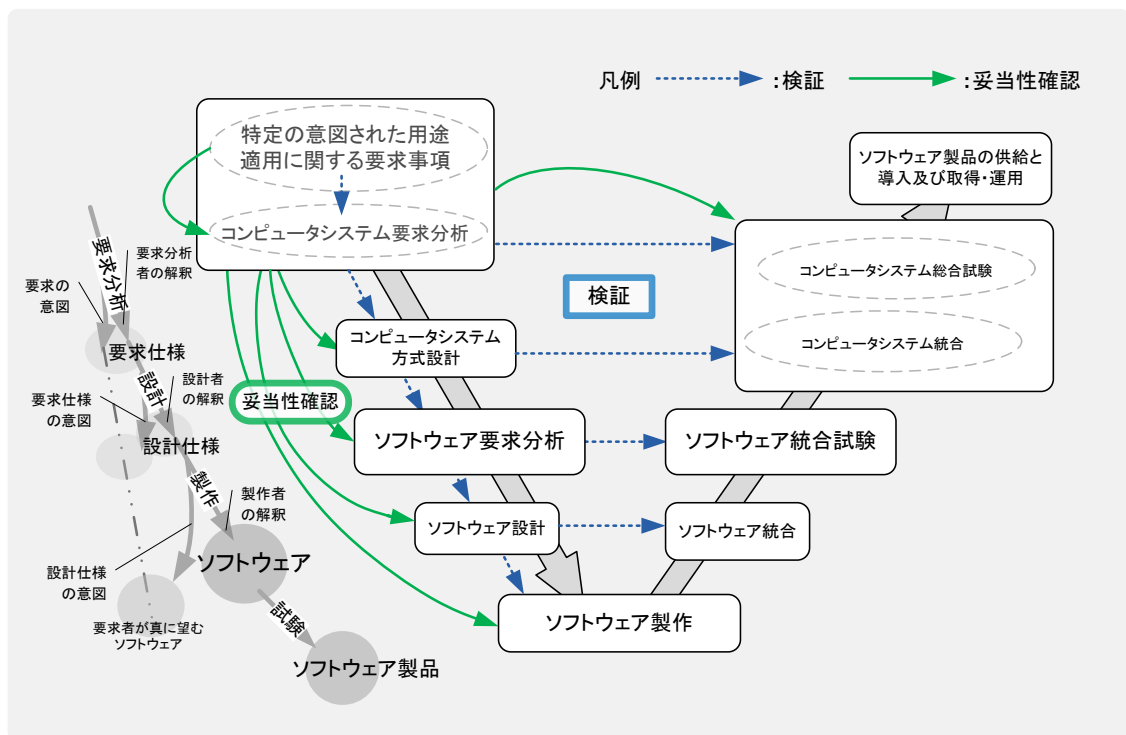 凡例
:検証
:妥当性確認
特定の意図された用途
適用に関する要求事項
コンピュータシステム要求分析
ソフトウェア製品の供給と
導入及び取得・運用
コンピュータシステム総合試験
コンピュータシステム統合
検証
コンピュータシステム
方式設計
妥当性確認
ソフトウェア要求分析
ソフトウェア統合試験
ソフトウェア設計
ソフトウェア統合
ソフトウェア製作
要求分析
要求分析
者の解釈
要求の
意図
要求仕様
設計
設計者
の解釈
要求仕様
の意図
設計仕様
製作
製作者
の解釈
ソフトウェア
設計仕様
の意図
要求者が真に望む
ソフトウェア
試験
ソフトウェア製品